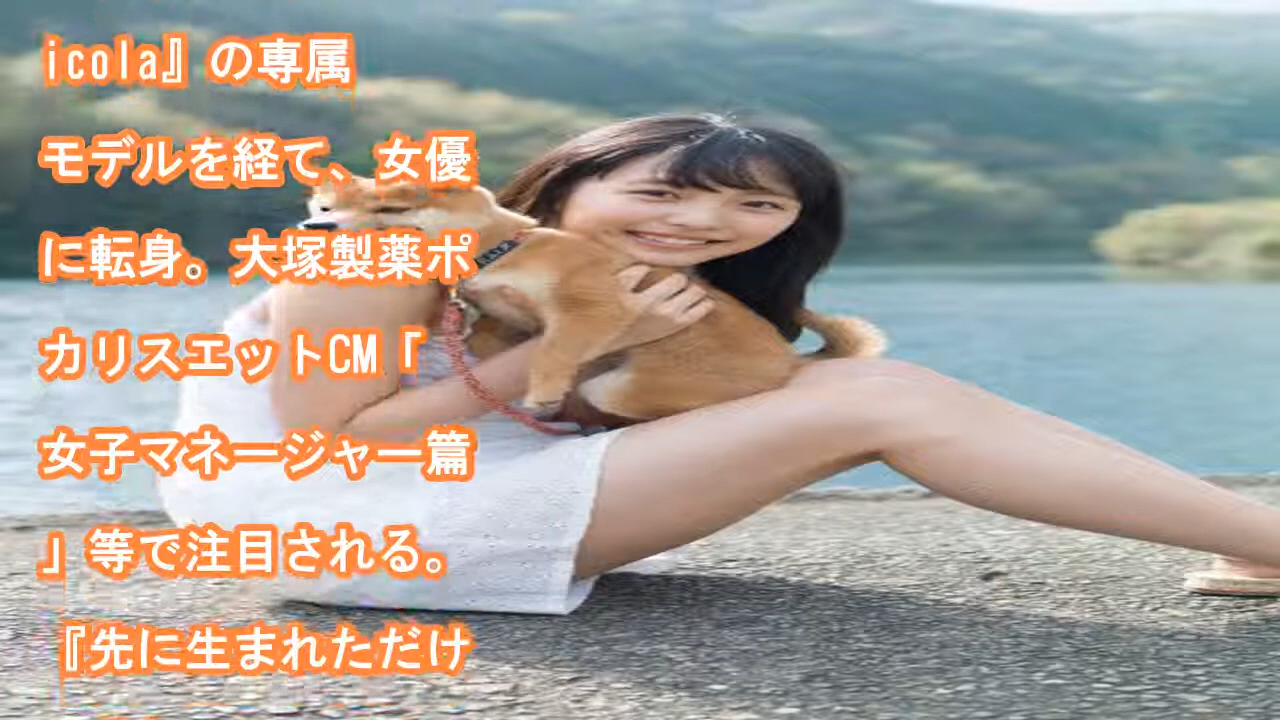 icola』の専属
モデルを経て、女優
に転身。大塚製薬ポ
カリスエットCM「
女子マネージャー篇
」等で注目される。
『先に生まれただけ